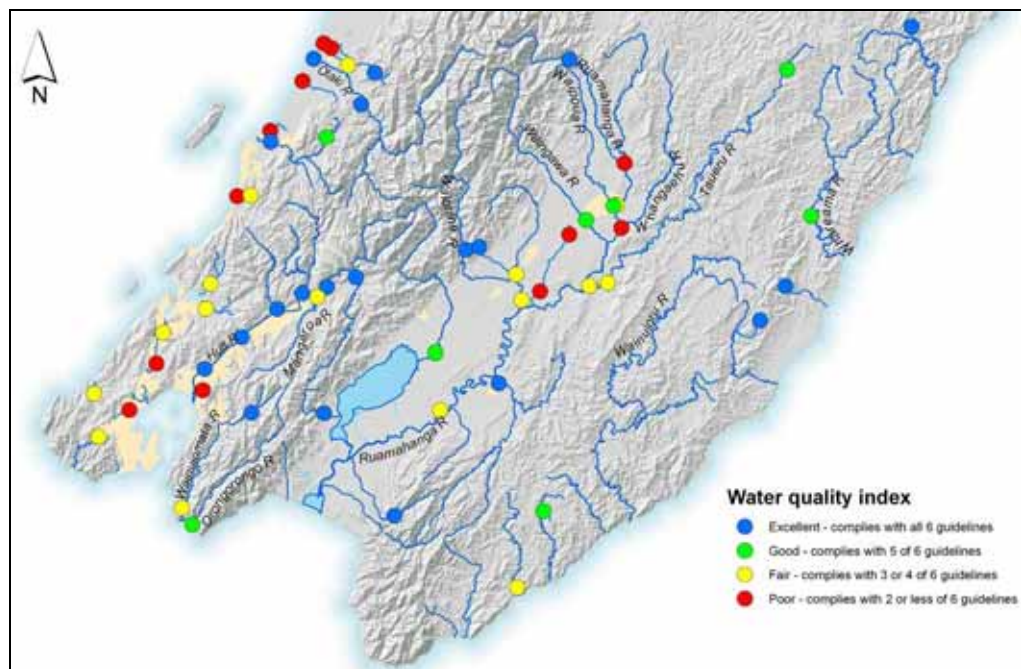 N
Otaki R
Waipoua R
Ruamahanga R
Waingawa R
Whangaehu R
Taueru R
Waiohine R
Whareama R
Wainuioru R
Hutt R
Mangaroa R
Ruamahanga R
Wainuiomata R
Orongorongo R
Water quality index
Excellent - complies with all 6 guidelines
Good - complies with 5 of 6 guidelines
Fair - complies with 3 or 4 of 6 guidelines
Poor - complies with 2 or less of 6 guidelines